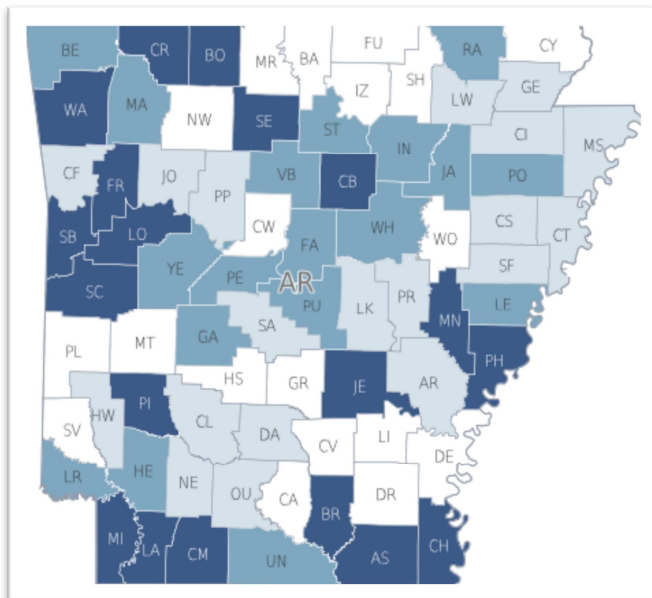 BE CR BO MR BA FU RA CY
IZ SH LW GE
WA MA NW SE ST IN JA CI MS
CF FR JO PP VB CB PO
SB LO CW FA WH WO CS CT
SC YE PE AR PU LK PR SF LE
GA SA MN PH
PL MT HS GR JE AR
HW PI CL DA CV LI DE
SV LR HE NE OU CA DR
MI LA CM UN BR AS CH